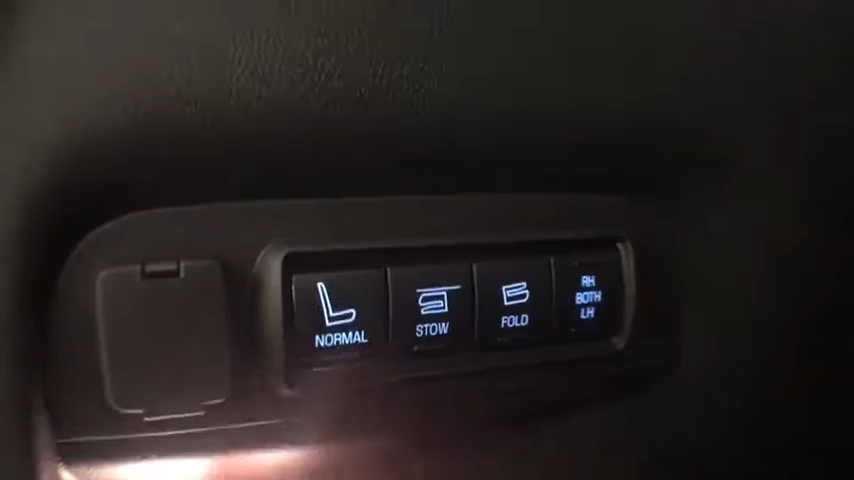 NORMAL
STOW
FOLD
RH
BOTH
LH